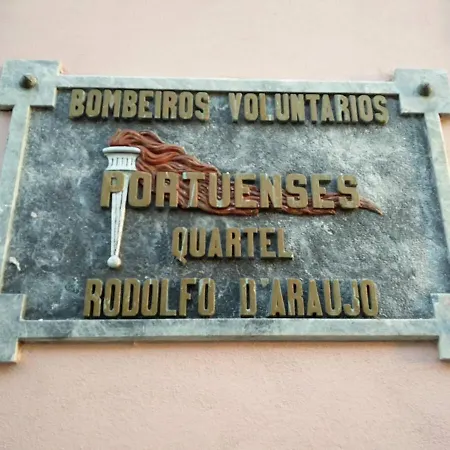 BOMBEIROS VOLUNTARIOS
PORTUENSES
QUARTEL
RODOLFO D'ARAUJO